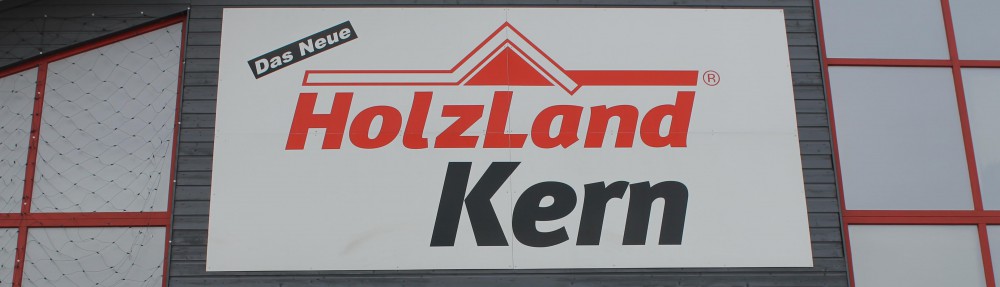 Das Neue
HolzLand®
Kern